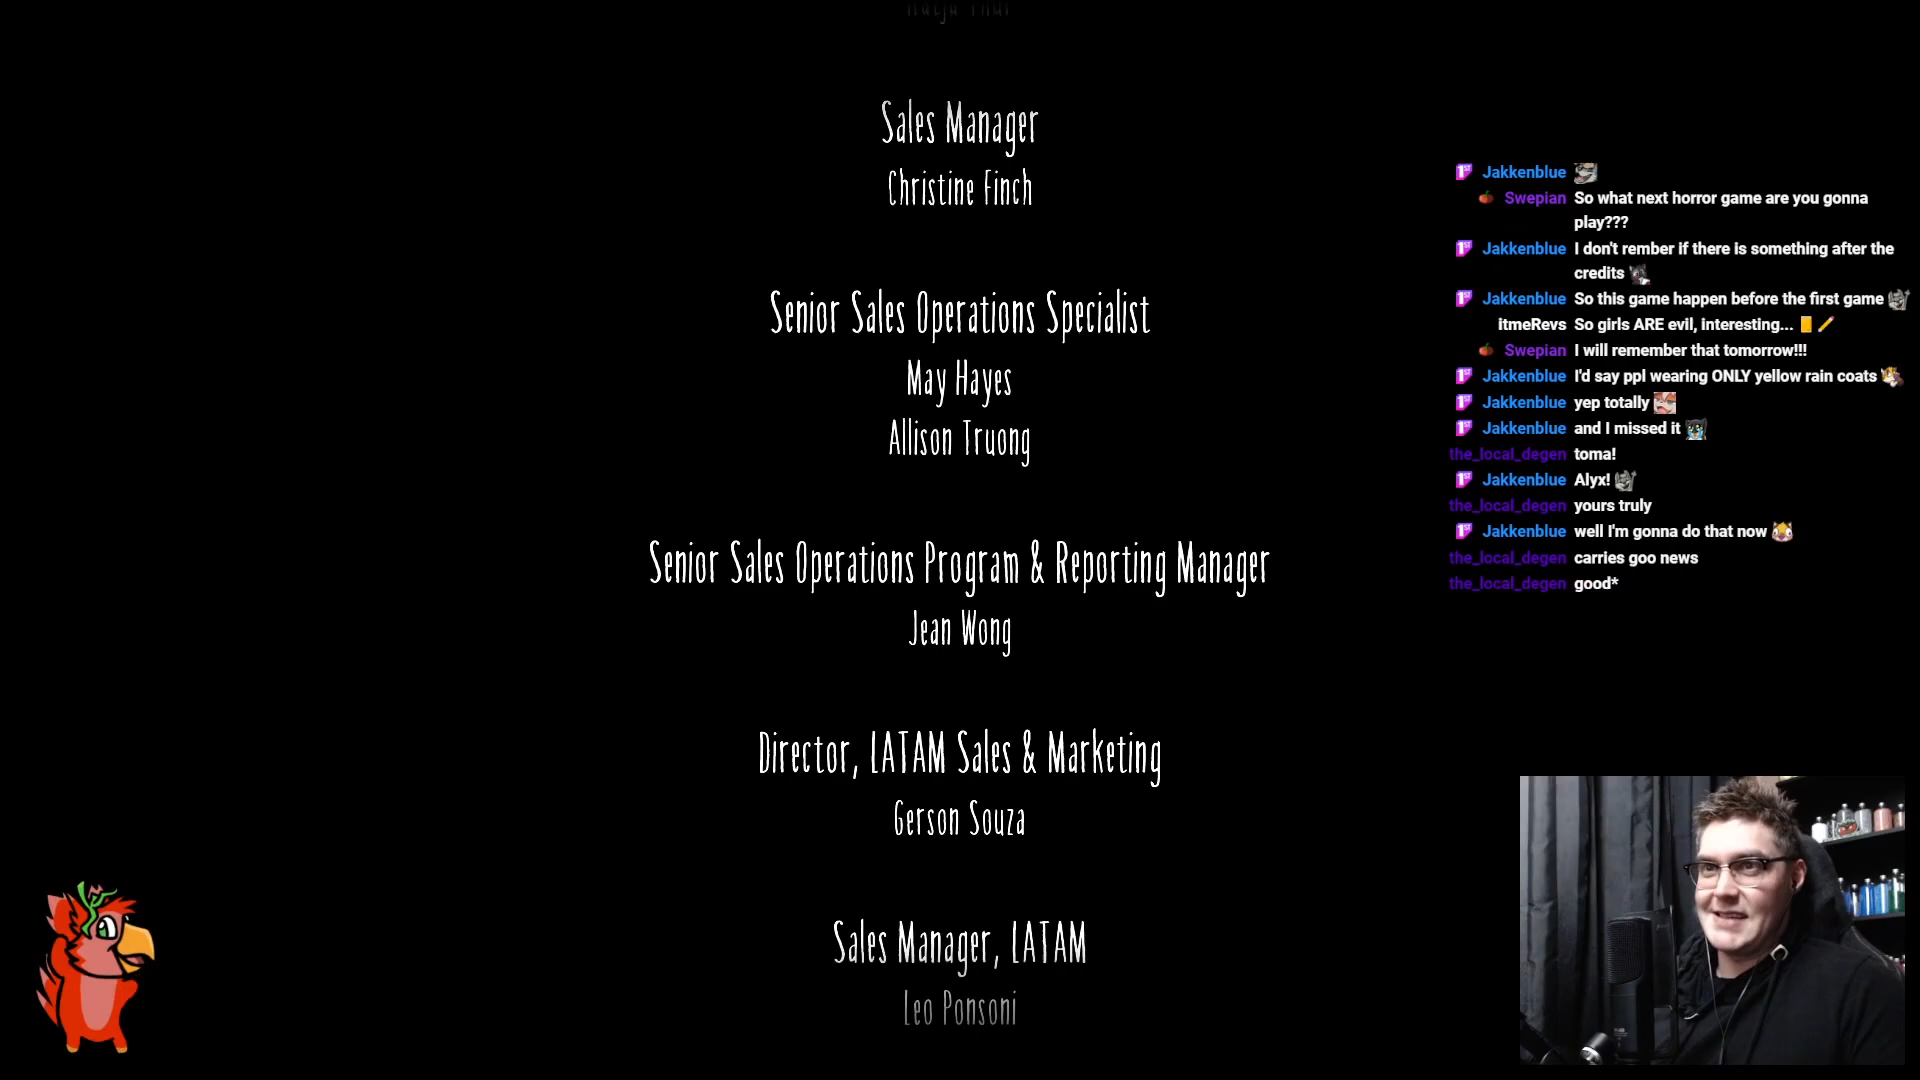 Sales Manager
Christine Finch
Senior Sales Operations Specialist
May Hayes
Allison Truong
Senior Sales Operations Program & Reporting Manager
Jean Wong
Director, LATAM Sales & Marketing
Gerson Souza
Sales Manager, LATAM
Leo Ponsoni
Jakkenblue
Swepian So what next horror game are you gonna
play???
Jakkenblue I don't rember if there is something after the
credits
Jakkenblue So this game happen before the first game
itmeRevs So girls ARE evil, interesting...
Swepian I will remember that tomorrow!!!
Jakkenblue I'd say ppl wearing ONLY yellow rain coats
Jakkenblue yep totally
Jakkenblue and I missed it
the_local_degen toma!
Jakkenblue Alyx!
the_local_degen yours truly
Jakkenblue well I'm gonna do that now
the_local_degen carries goo news
the_local_degen good*